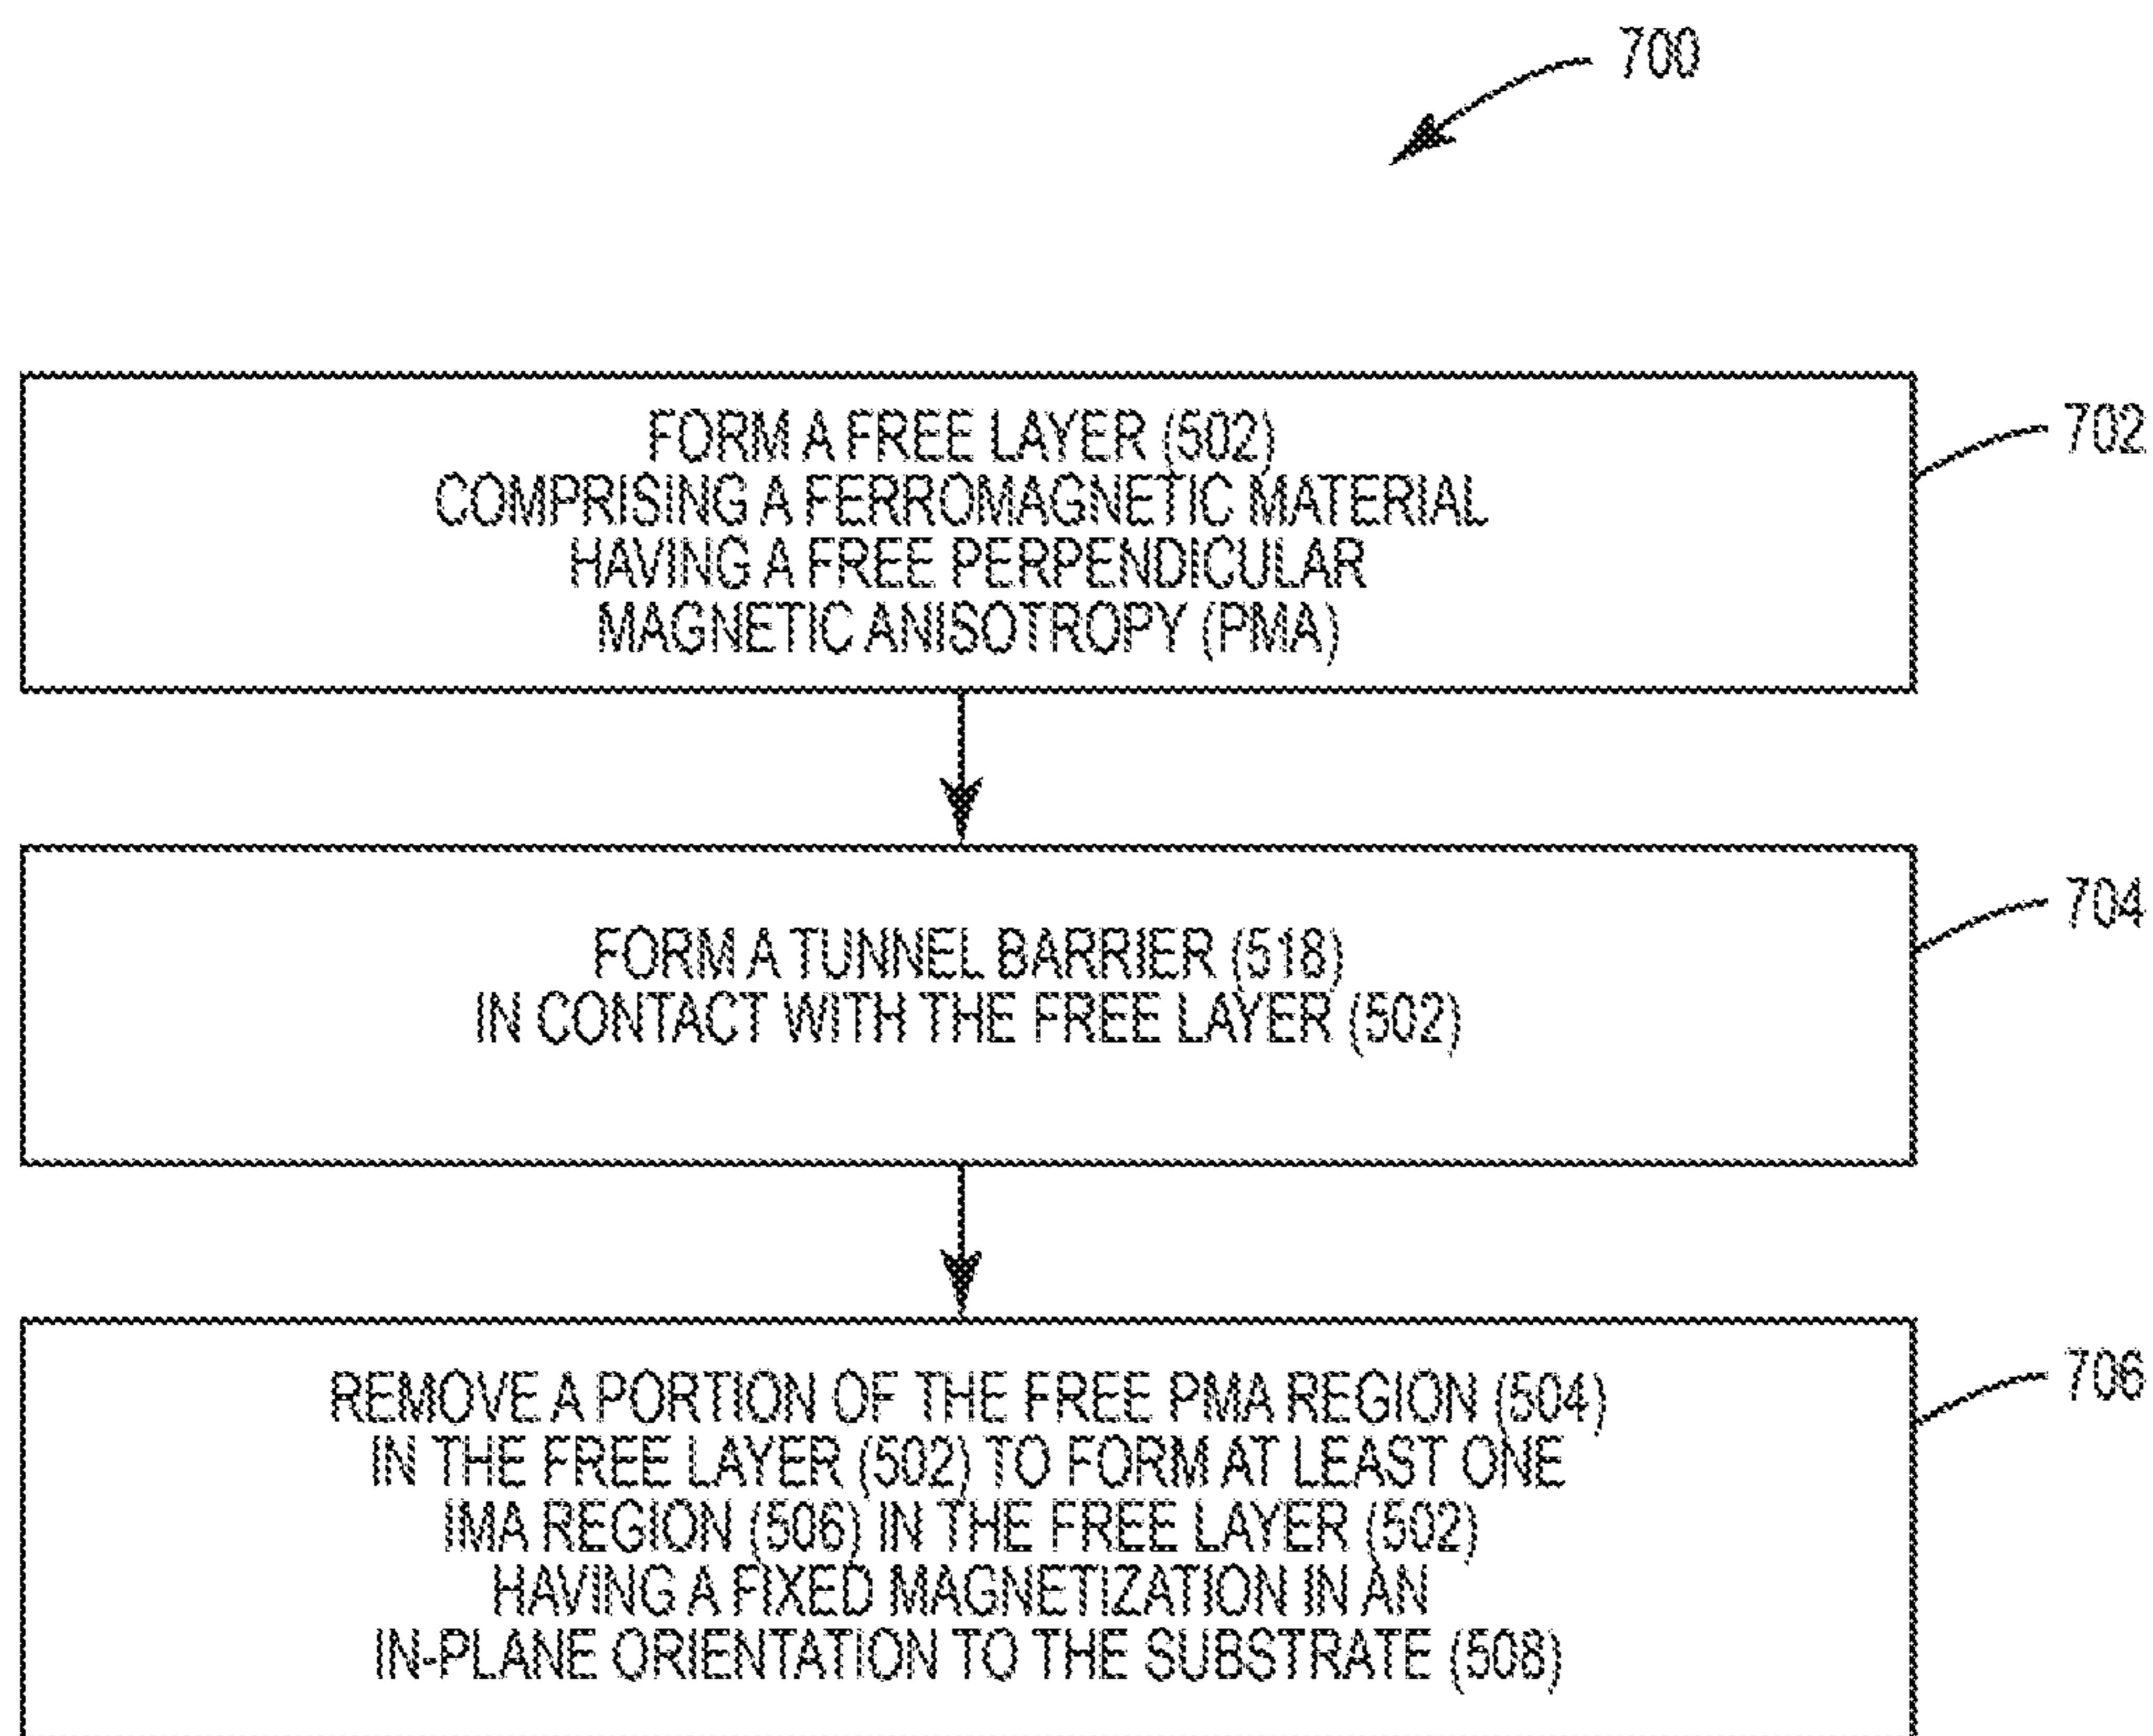 700
FORM A FREE LAYER (502)
COMPRISING A FERROMAGNETIC MATERIAL
HAVING A FREE PERPENDICULAR
MAGNETIC ANISOTROPY (PMA)
702
FORM A TUNNEL BARRIER (518)
IN CONTACT WITH THE FREE LAYER (502)
704
REMOVE A PORTION OF THE FREE PMA REGION (504)
IN THE FREE LAYER (502) TO FORM AT LEAST ONE
IMA REGION (506) IN THE FREE LAYER (502)
HAVING A FIXED MAGNETIZATION IN AN
IN-PLANE ORIENTATION TO THE SUBSTRATE (508)
706